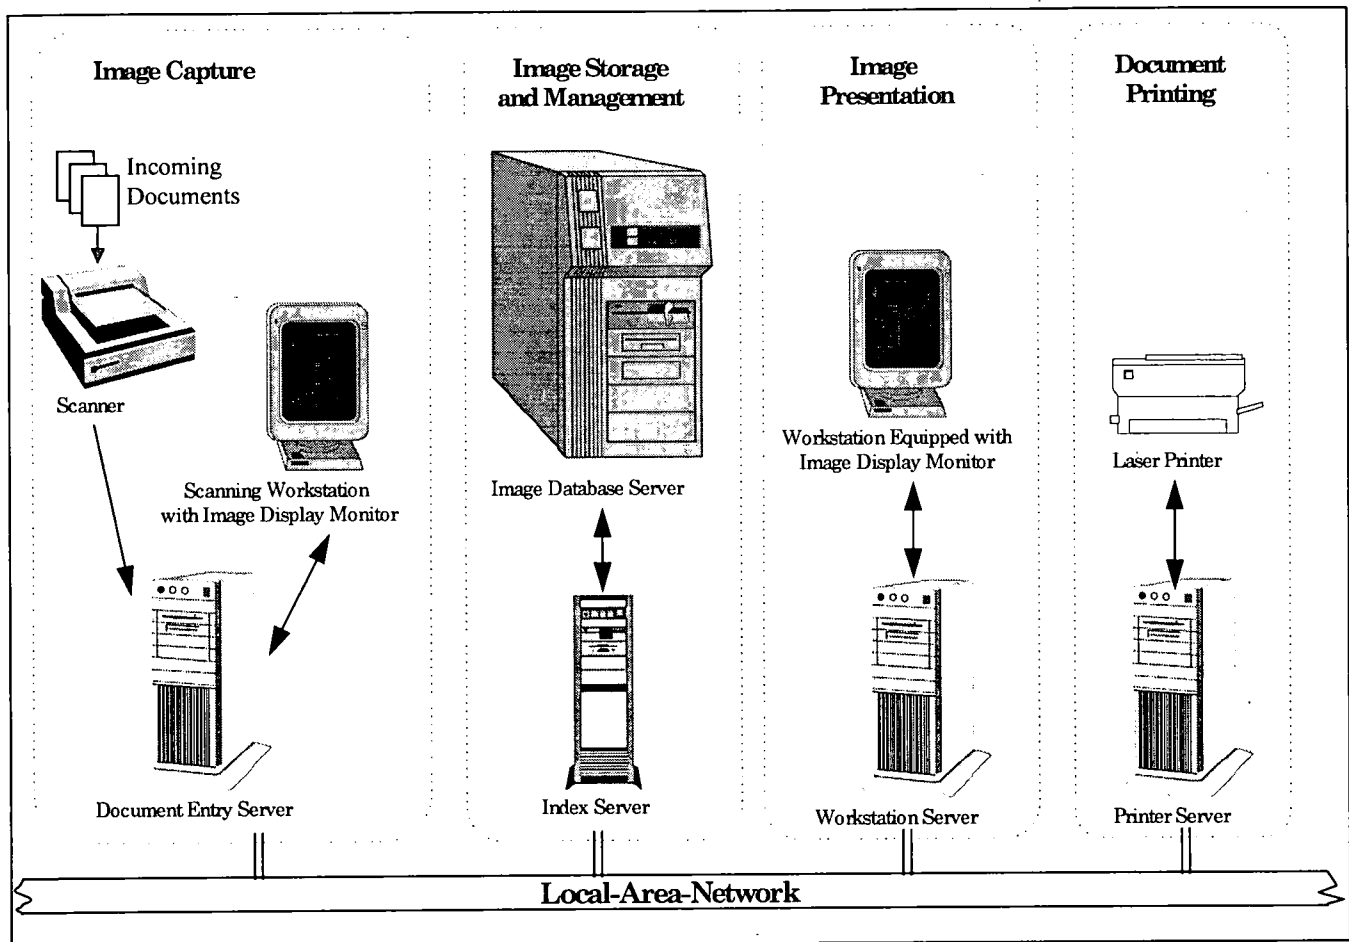 Image Capture
Incoming
Documents
Scanner
Scanning Workstation
with Image Display Monitor
Document Entry Server
Image Storage
and Management
Image Database Server
Index Server
Image
Presentation
Workstation Equipped with
Image Display Monitor
Workstation Server
Document
Printing
Laser Printer
Printer Server
Local-Area-Network